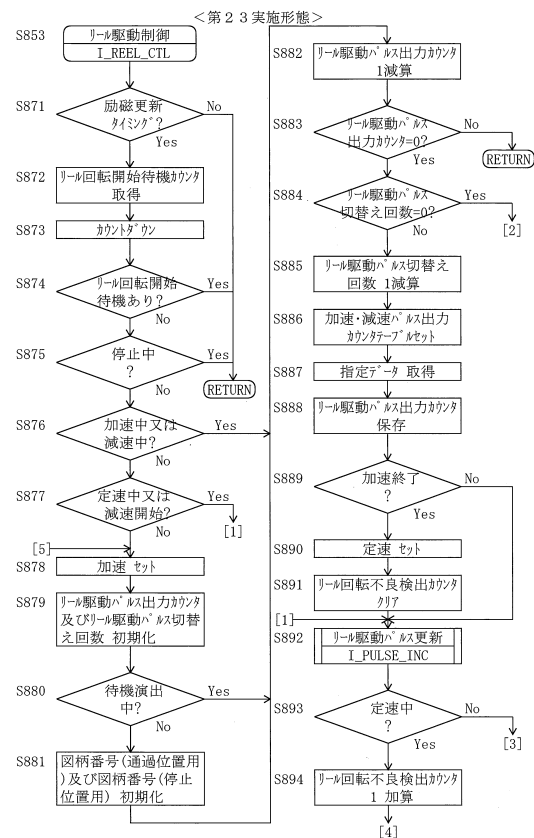 ＜第２３実施形態＞
S853
リール駆動制御
I_REEL_CTL
S871
励磁更新
タイミング?
No
Yes
S872
リール回転開始待機カウンタ
取得
S873
カウントダウン
S874
リール回転開始
待機あり?
Yes
No
S875
停止中
?
Yes
No
RETURN
S876
加速中又は
減速中?
Yes
No
S877
定速中又は
減速開始?
Yes
No
[1]
[5]
S878
加速 セット
S879
リール駆動パルス出力カウンタ
及びリール駆動パルス切替
え回数 初期化
S880
待機演出
中?
Yes
No
S881
図柄番号(通過位置用
)及び図柄番号(停止
位置用) 初期化
S882
リール駆動パルス出力カウンタ
1減算
S883
リール駆動パルス
出力カウンタ=0?
No
Yes
RETURN
S884
リール駆動パルス
切替え回数=0?
Yes
No
[2]
S885
リール駆動パルス切替え
回数 1減算
S886
加速・減速パルス出力
カウンタテーブルセット
S887
指定データ 取得
S888
リール駆動パルス出力カウンタ
保存
S889
加速終了
?
No
Yes
S890
定速 セット
S891
リール回転不良検出カウンタ
クリア
[1]
S892
リール駆動パルス更新
I_PULSE_INC
S893
定速中
?
No
Yes
[3]
S894
リール回転不良検出カウンタ
1 加算
[4]